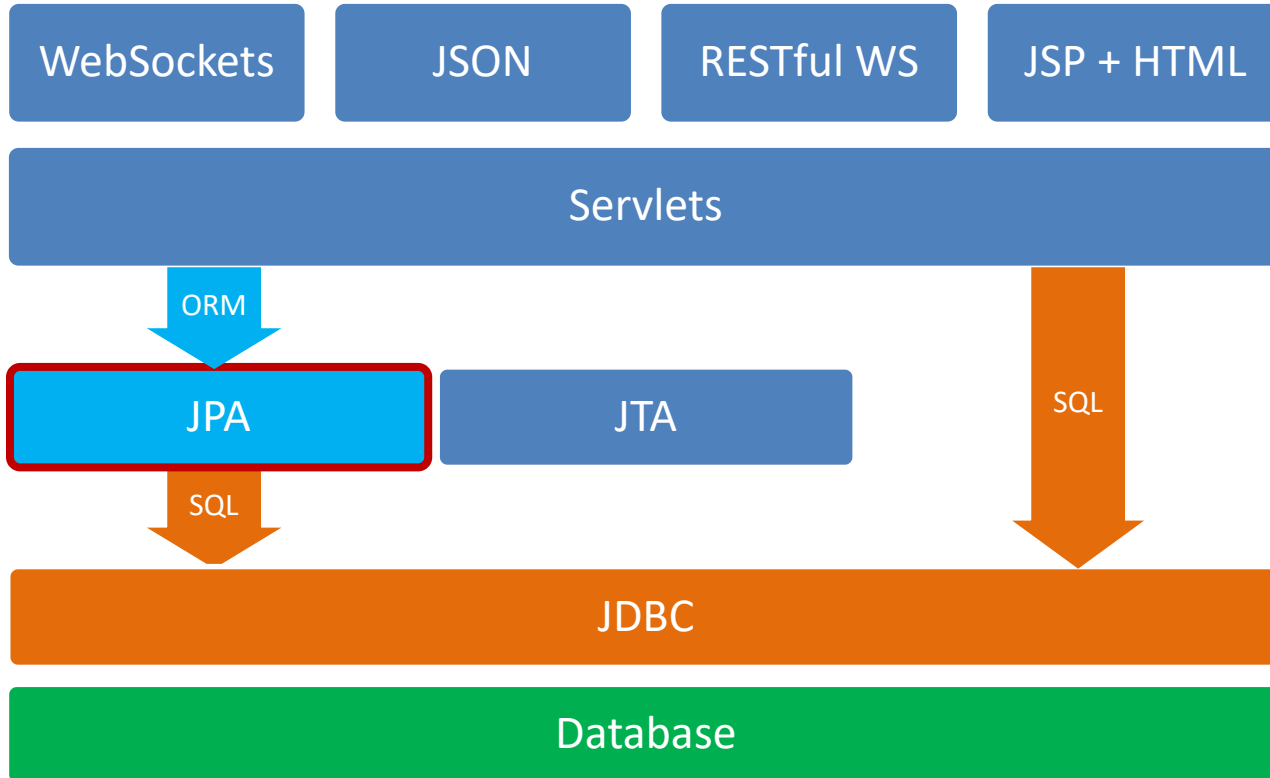 WebSockets
JSON
RESTful WS
JSP + HTML
Servlets
ORM
JPA
JTA
SQL
SQL
JDBC
Database